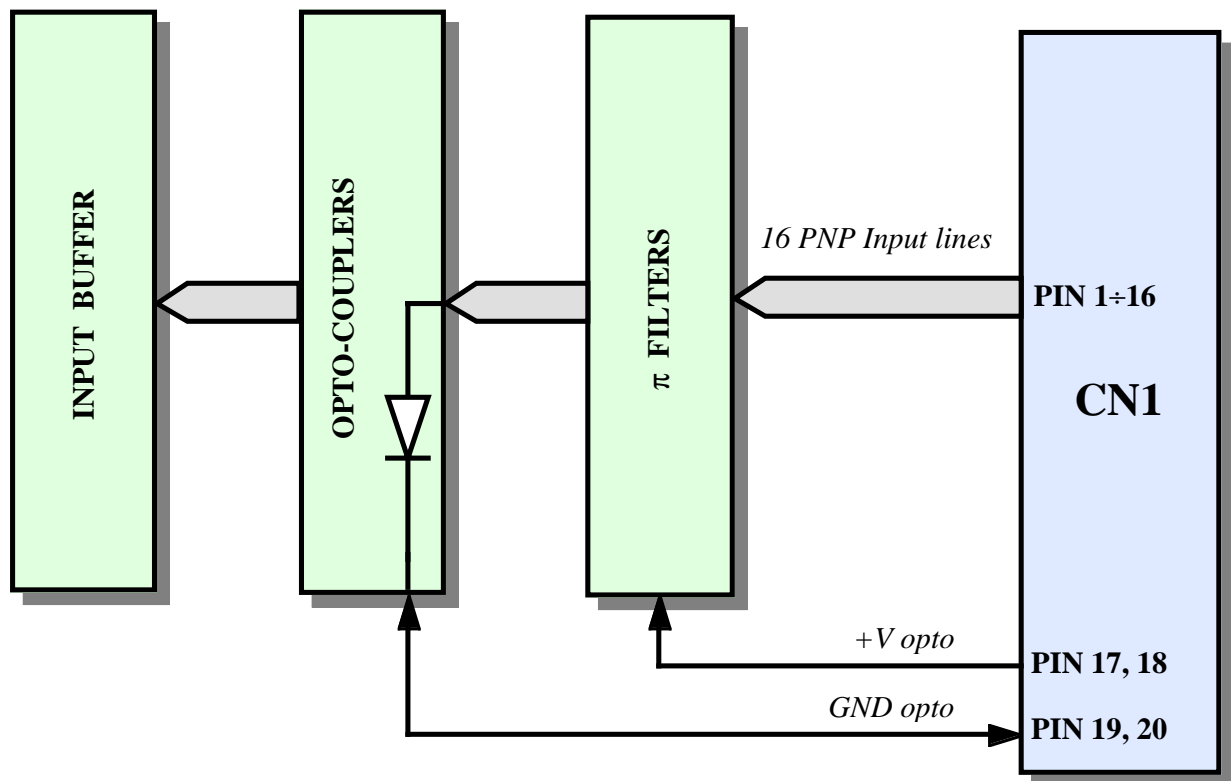 INPUT BUFFER
OPTO-COUPLERS
π FILTERS
16 PNP Input lines
PIN 1÷16
CN1
+V opto
PIN 17, 18
GND opto
PIN 19, 20